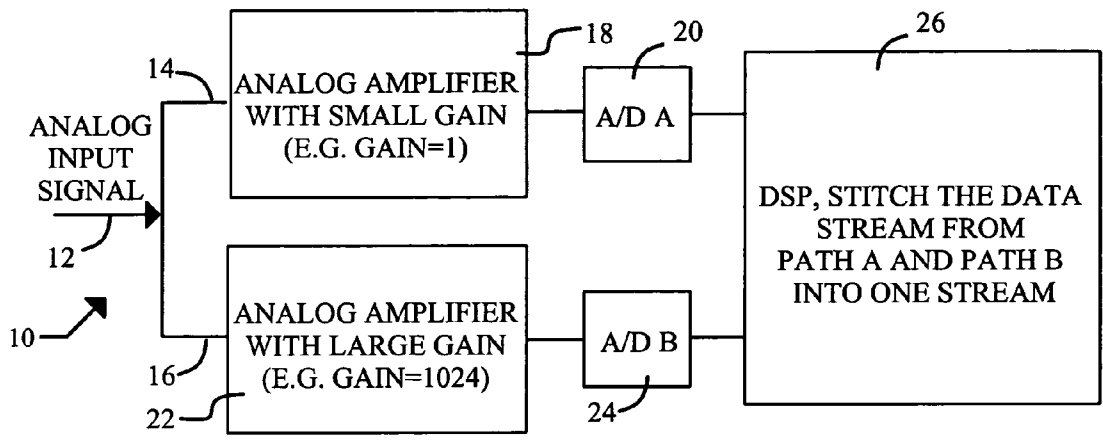 18
20
26
14
ANALOG AMPLIFIER
WITH SMALL GAIN
(E.G. GAIN=1)
A/D A
ANALOG
INPUT
SIGNAL
12
DSP, STITCH THE DATA
STREAM FROM
PATH A AND PATH B
INTO ONE STREAM
10
16
ANALOG AMPLIFIER
WITH LARGE GAIN
(E.G. GAIN=1024)
22
A/D B
24